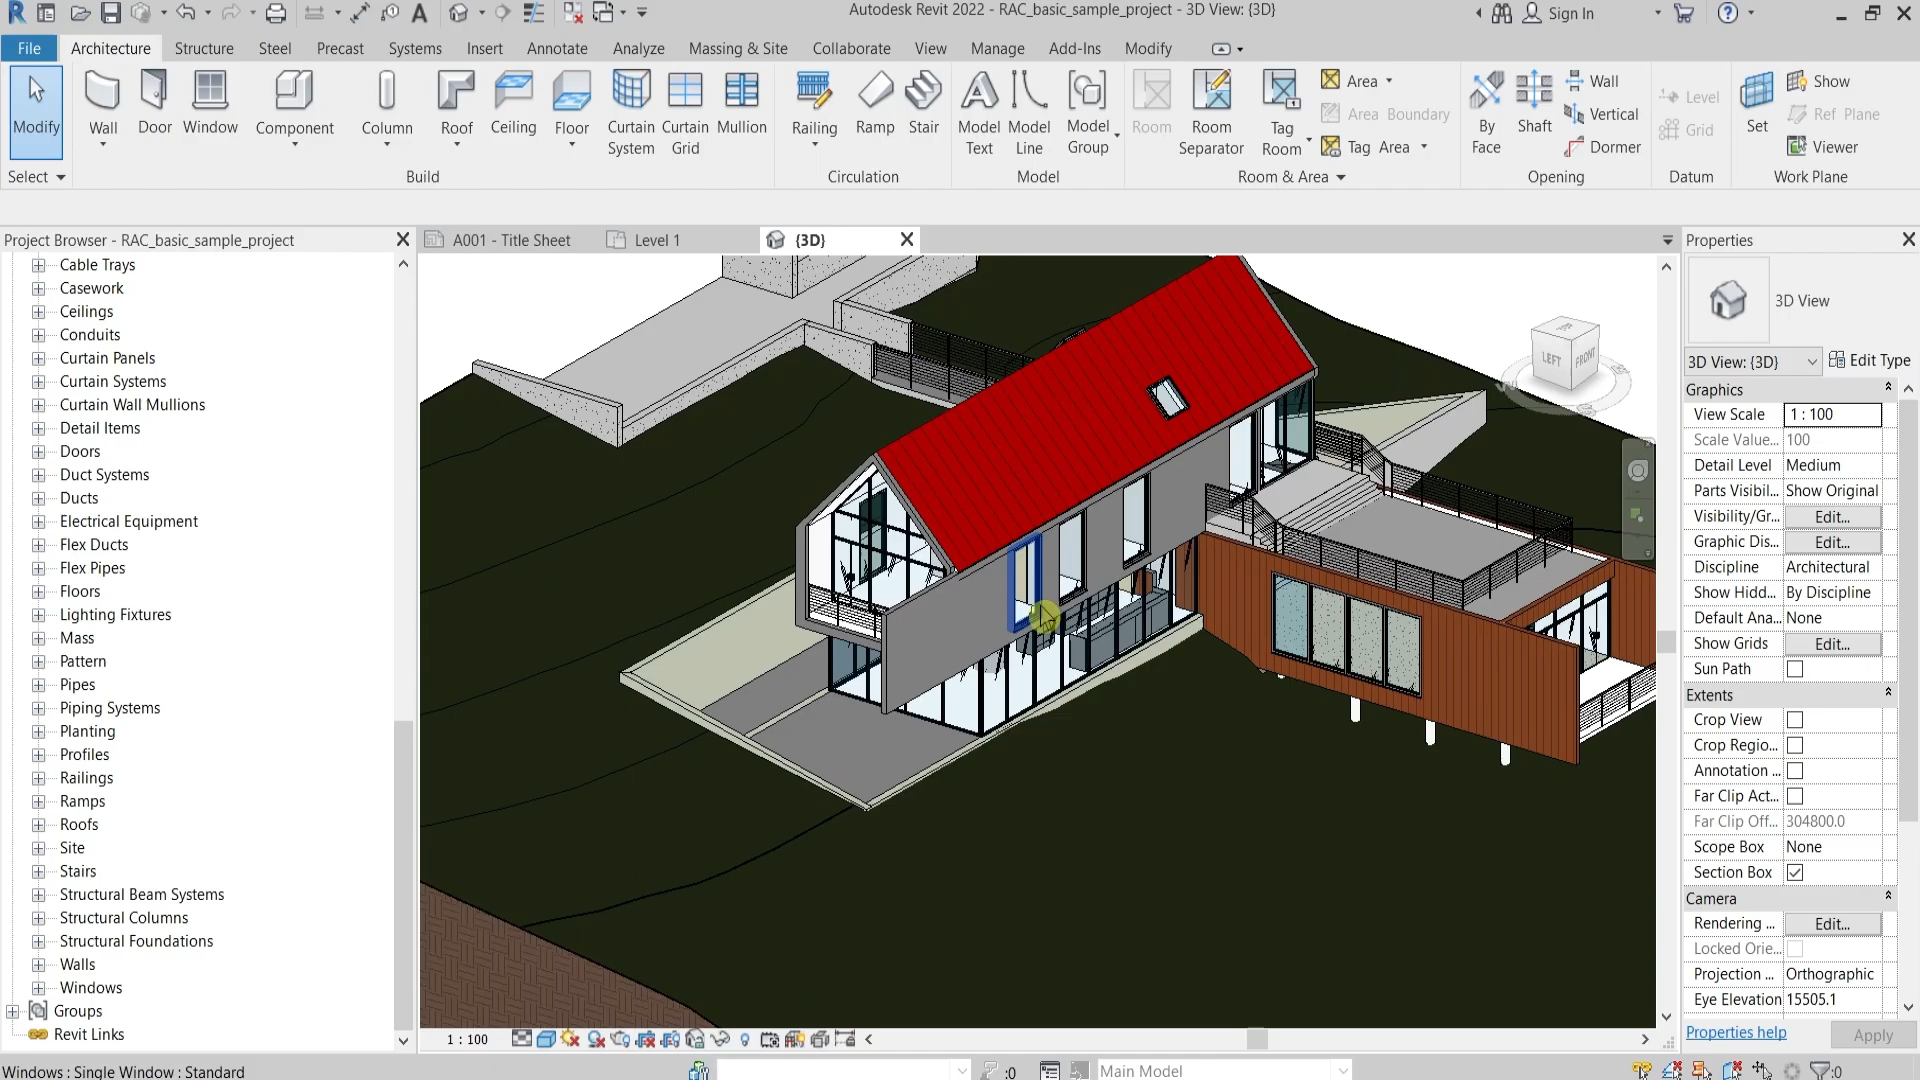 Autodesk Revit 2022 - RAC_basic_sample_project - 3D View: {3D}
Sign In
File Architecture Structure Steel Precast Systems Insert Annotate Analyze Massing & Site Collaborate View Manage Add-Ins Modify
Modify
Wall
Door
Window
Component
Column
Roof
Ceiling
Floor
Curtain System
Curtain Grid
Mullion
Railing
Ramp
Stair
Model Text
Model Line
Model Group
Room
Room Separator
Tag Room
Area
Area Boundary
Tag Area
By Face
Shaft
Wall
Vertical
Dormer
Level
Grid
Set
Show
Ref Plane
Viewer
Select Build Circulation Model Room & Area Opening Datum Work Plane
Project Browser - RAC_basic_sample_project
Cable Trays
Casework
Ceilings
Conduits
Curtain Panels
Curtain Systems
Curtain Wall Mullions
Detail Items
Doors
Duct Systems
Ducts
Electrical Equipment
Flex Ducts
Flex Pipes
Floors
Lighting Fixtures
Mass
Pattern
Pipes
Piping Systems
Planting
Profiles
Railings
Ramps
Roofs
Site
Stairs
Structural Beam Systems
Structural Columns
Structural Foundations
Walls
Windows
Groups
Revit Links
A001 - Title Sheet
Level 1
{3D}
LEFT
FRONT
1 : 100
Properties
3D View
3D View: {3D}
Edit Type
Graphics
View Scale 1 : 100
Scale Value... 100
Detail Level Medium
Parts Visibil... Show Original
Visibility/Gr... Edit...
Graphic Dis... Edit...
Discipline Architectural
Show Hidd... By Discipline
Default Ana... None
Show Grids Edit...
Sun Path
Extents
Crop View
Crop Regio...
Annotation ...
Far Clip Act...
Far Clip Off... 304800.0
Scope Box None
Section Box
Camera
Rendering ... Edit...
Locked Orie...
Projection ... Orthographic
Eye Elevation 15505.1
Properties help
Apply
Windows : Single Window : Standard
:0
Main Model
:0